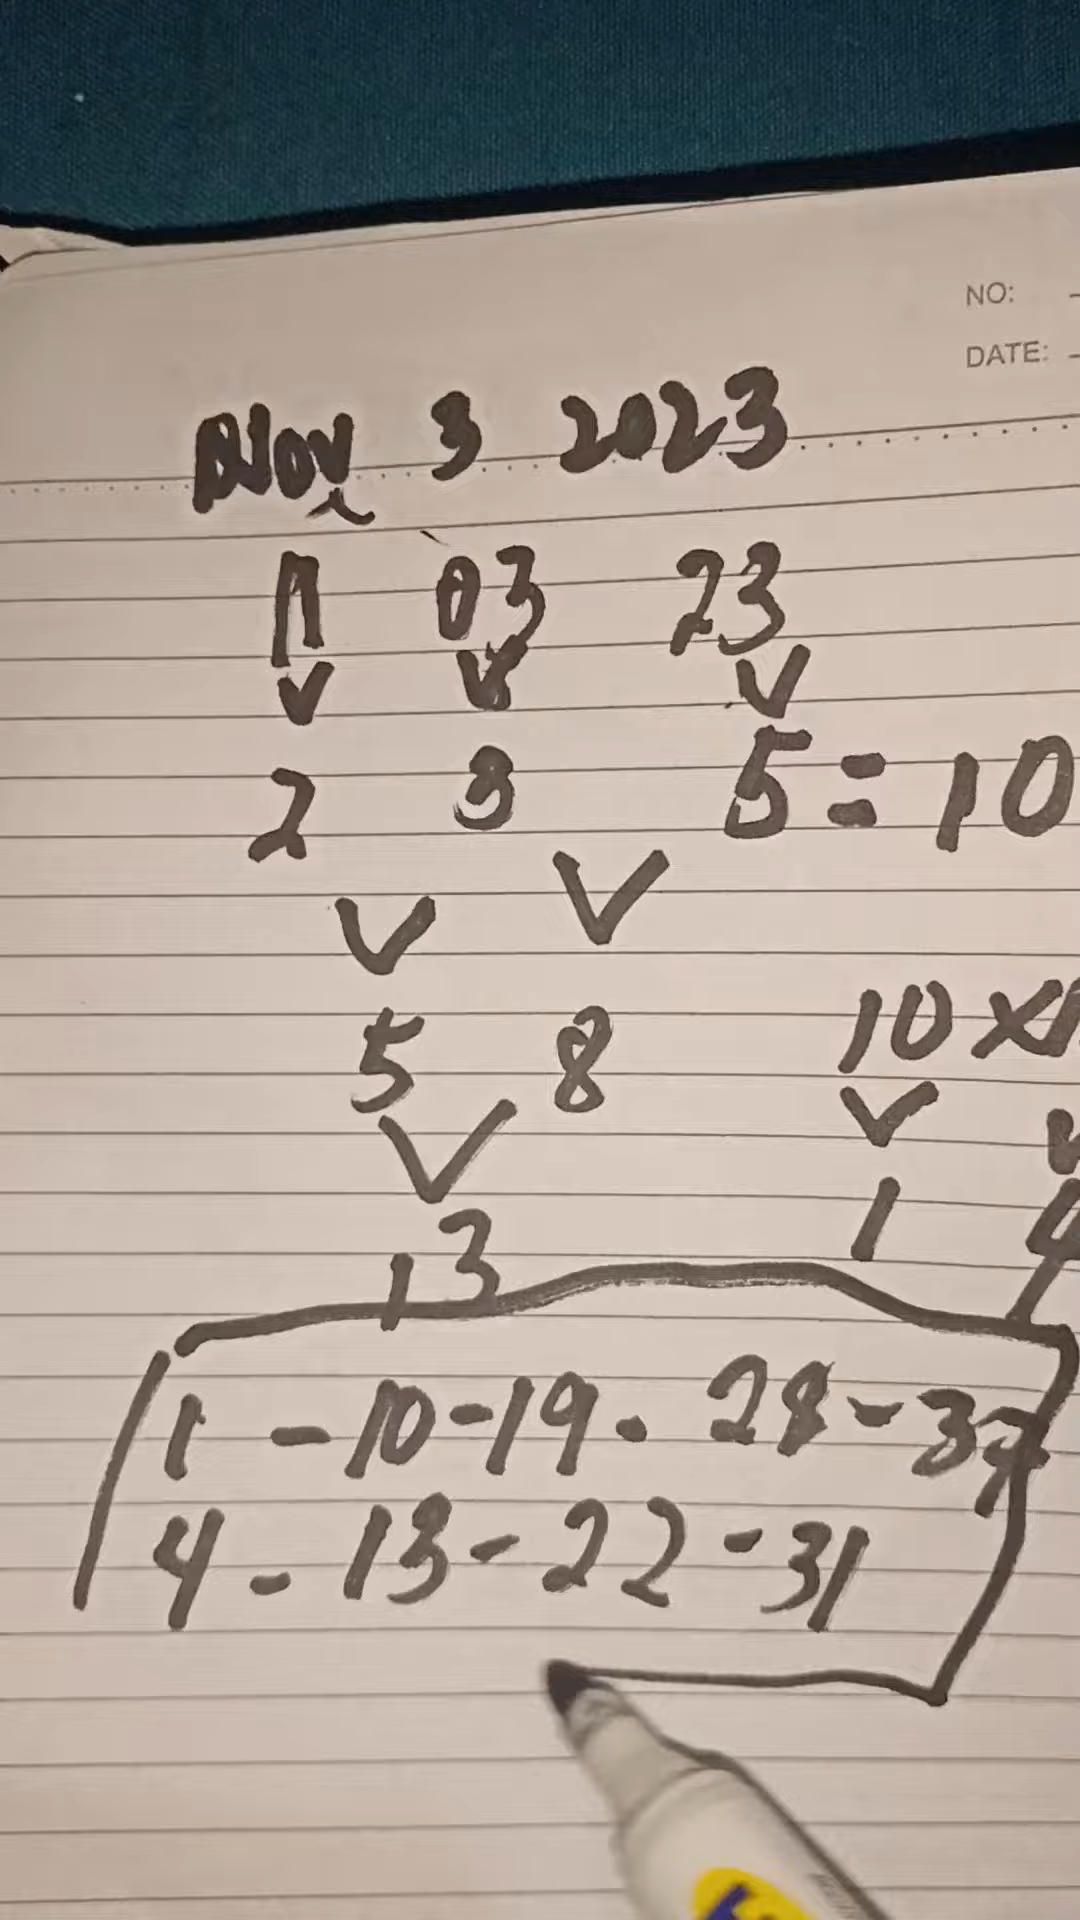 NO:
DATE:
Nov 3 2023
11 03 23
2 3 5 = 10
5 8 10 x
13 1 4
1 - 10 - 19 - 28 - 37
4 - 13 - 22 - 31